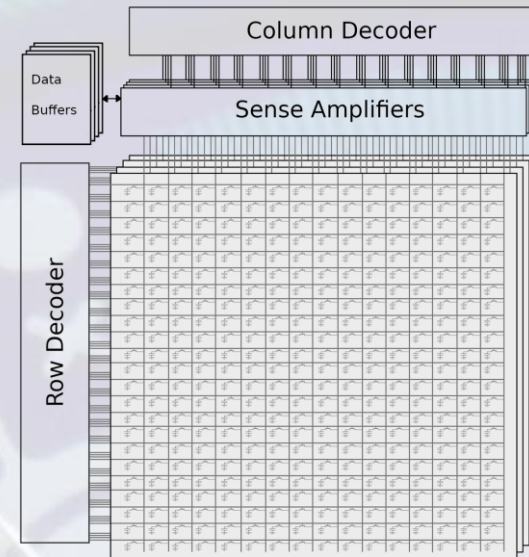 Column Decoder
Data
Buffers
Sense Amplifiers
Row Decoder